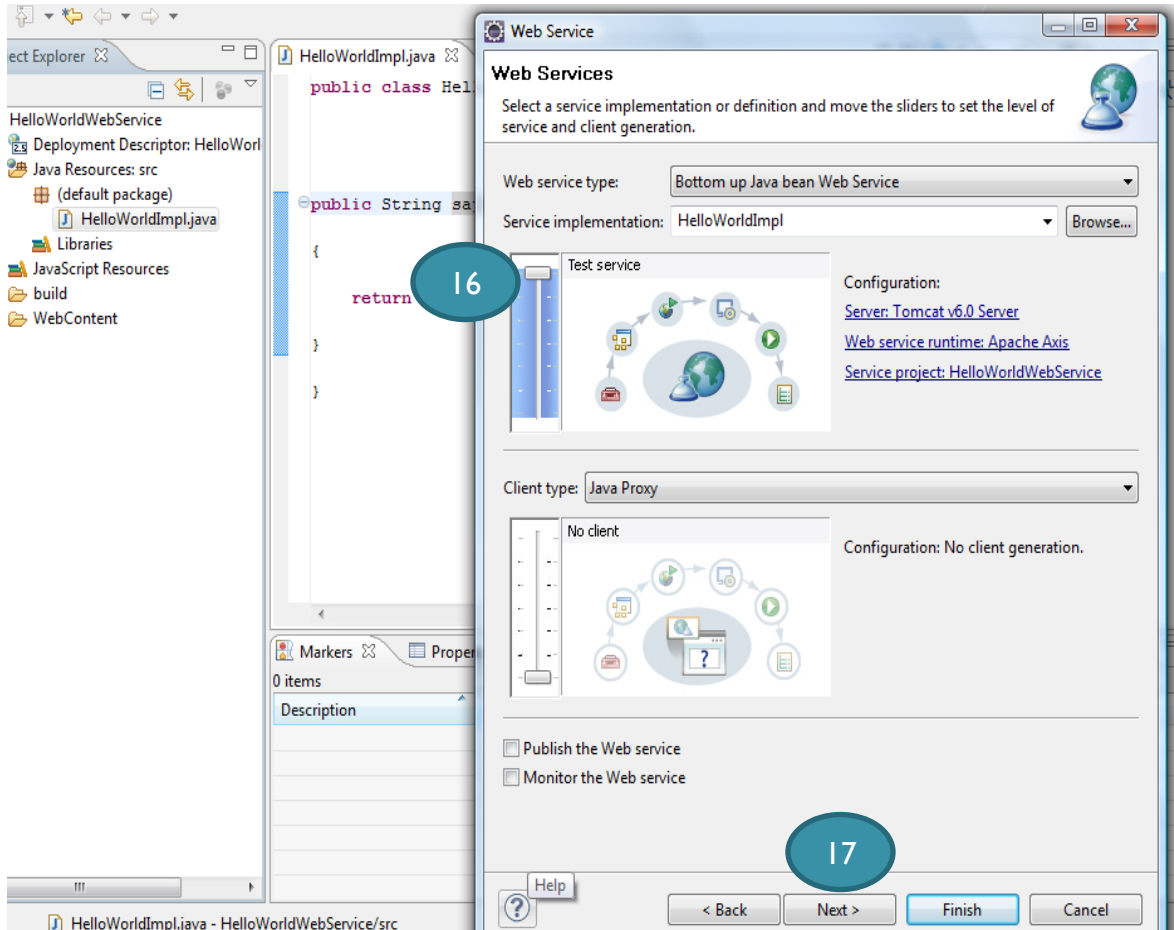 ect Explorer
HelloWorldWebService
Deployment Descriptor: HelloWorl
Java Resources: src
(default package)
HelloWorldImpl.java
Libraries
JavaScript Resources
build
WebContent
HelloWorldImpl.java
public class Hel
public String sa
{
return
}
}
Markers
Proper
0 items
Description
HelloWorldImpl.java - HelloWorldWebService/src
Web Service
Web Services
Select a service implementation or definition and move the sliders to set the level of
service and client generation.
Web service type: Bottom up Java bean Web Service
Service implementation: HelloWorldImpl Browse...
16
Test service
Configuration:
Server: Tomcat v6.0 Server
Web service runtime: Apache Axis
Service project: HelloWorldWebService
Client type: Java Proxy
No client
Configuration: No client generation.
Publish the Web service
Monitor the Web service
17
Help
< Back Next > Finish Cancel